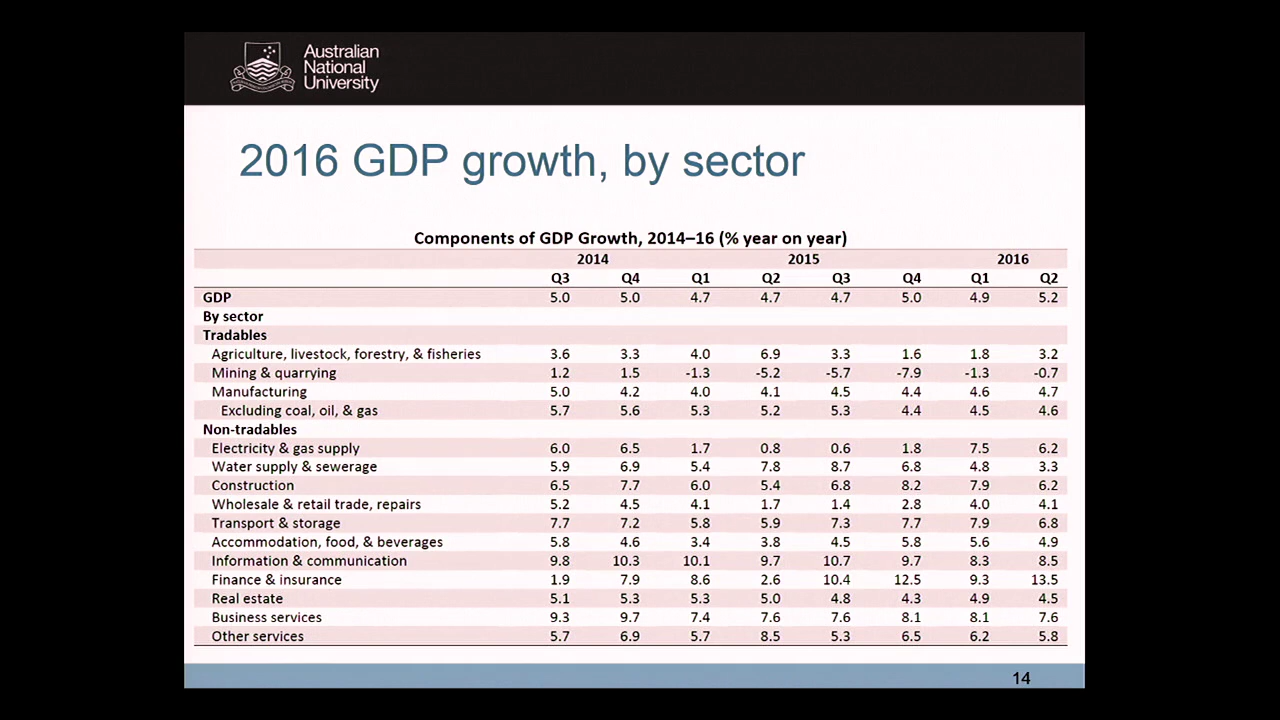 Australian
National
University
2016 GDP growth, by sector
Components of GDP Growth, 2014–16 (% year on year)
2014 2015 2016
Q3 Q4 Q1 Q2 Q3 Q4 Q1 Q2
GDP 5.0 5.0 4.7 4.7 4.7 5.0 4.9 5.2
By sector
Tradables
Agriculture, livestock, forestry, & fisheries 3.6 3.3 4.0 6.9 3.3 1.6 1.8 3.2
Mining & quarrying 1.2 1.5 -1.3 -5.2 -5.7 -7.9 -1.3 -0.7
Manufacturing 5.0 4.2 4.0 4.1 4.5 4.4 4.6 4.7
Excluding coal, oil, & gas 5.7 5.6 5.3 5.2 5.3 4.4 4.5 4.6
Non-tradables
Electricity & gas supply 6.0 6.5 1.7 0.8 0.6 1.8 7.5 6.2
Water supply & sewerage 5.9 6.9 5.4 7.8 8.7 6.8 4.8 3.3
Construction 6.5 7.7 6.0 5.4 6.8 8.2 7.9 6.2
Wholesale & retail trade, repairs 5.2 4.5 4.1 1.7 1.4 2.8 4.0 4.1
Transport & storage 7.7 7.2 5.8 5.9 7.3 7.7 7.9 6.8
Accommodation, food, & beverages 5.8 4.6 3.4 3.8 4.5 5.8 5.6 4.9
Information & communication 9.8 10.3 10.1 9.7 10.7 9.7 8.3 8.5
Finance & insurance 1.9 7.9 8.6 2.6 10.4 12.5 9.3 13.5
Real estate 5.1 5.3 5.3 5.0 4.8 4.3 4.9 4.5
Business services 9.3 9.7 7.4 7.6 7.6 8.1 8.1 7.6
Other services 5.7 6.9 5.7 8.5 5.3 6.5 6.2 5.8
14